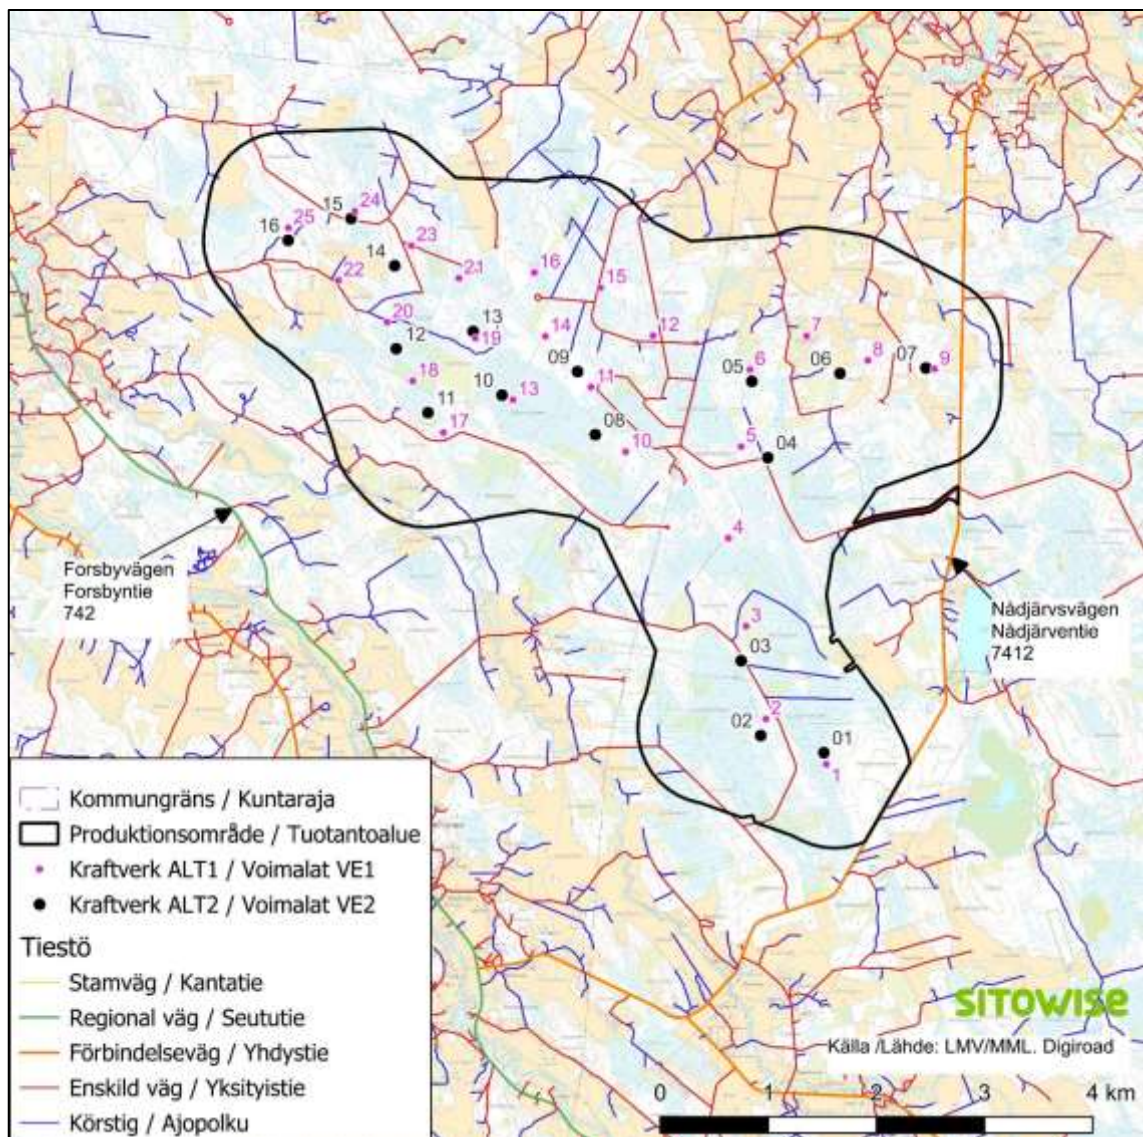 24
15
25
16
23
14
22
21
16
15
20
13
19
12
14
12
7
09
6
8
07
9
05
06
18
11
10
13
11
17
08
10
5
04
4
Forsbyvägen
Forsbyntie
742
Nådjärvsvägen
Nådjärventie
7412
3
03
2
02
01
1
Kommungräns / Kuntaraja
Produktionsområde / Tuotantoalue
Kraftverk ALT1 / Voimalat VE1
Kraftverk ALT2 / Voimalat VE2
Tiestö
Stamväg / Kantatie
Regional väg / Seututie
Förbindelseväg / Yhdystie
Enskild väg / Yksityistie
Körstig / Ajopolku
SITOWISE
Källa /Lähde: LMV/MML. Digiroad
0 1 2 3 4 km